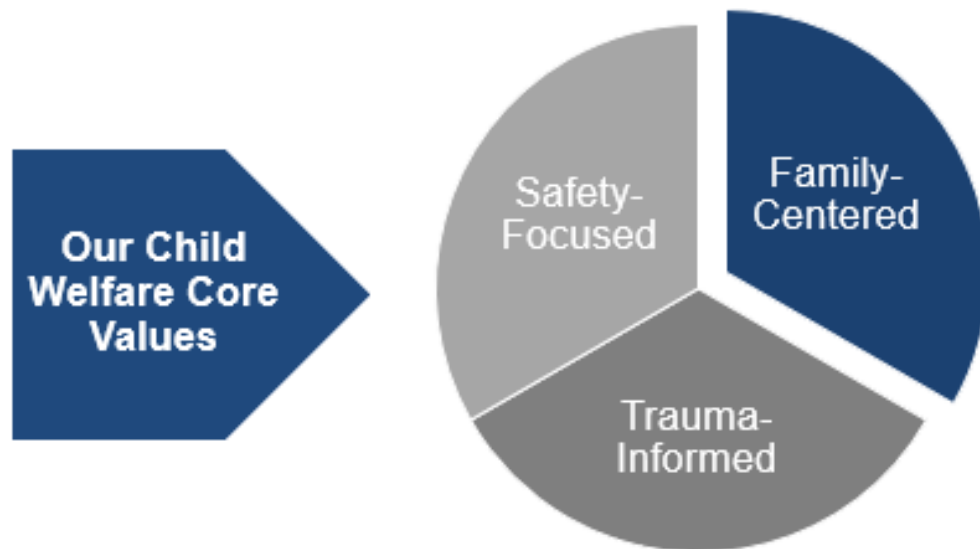 Our Child
Welfare Core
Values
Safety-
Focused
Family-
Centered
Trauma-
Informed